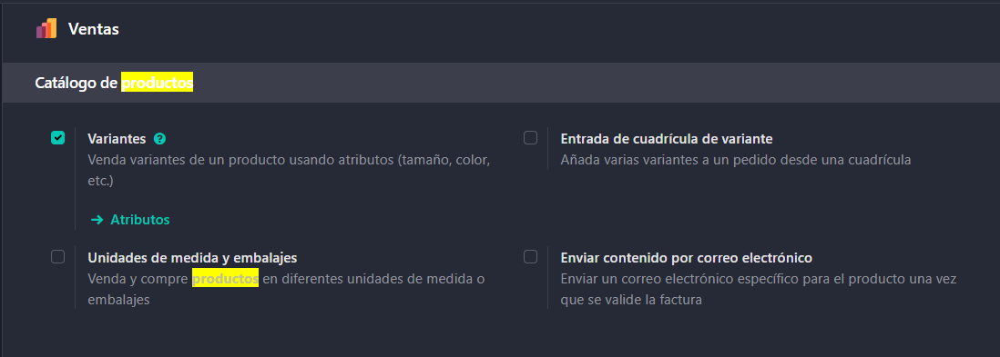 Ventas
Catálogo de productos
Variantes
Venda variantes de un producto usando atributos (tamaño, color,
etc.)
Atributos
Entrada de cuadrícula de variante
Añada varias variantes a un pedido desde una cuadrícula
Unidades de medida y embalajes
Venda y compre productos en diferentes unidades de medida o
embalajes
Enviar contenido por correo electrónico
Enviar un correo electrónico específico para el producto una vez
que se valide la factura